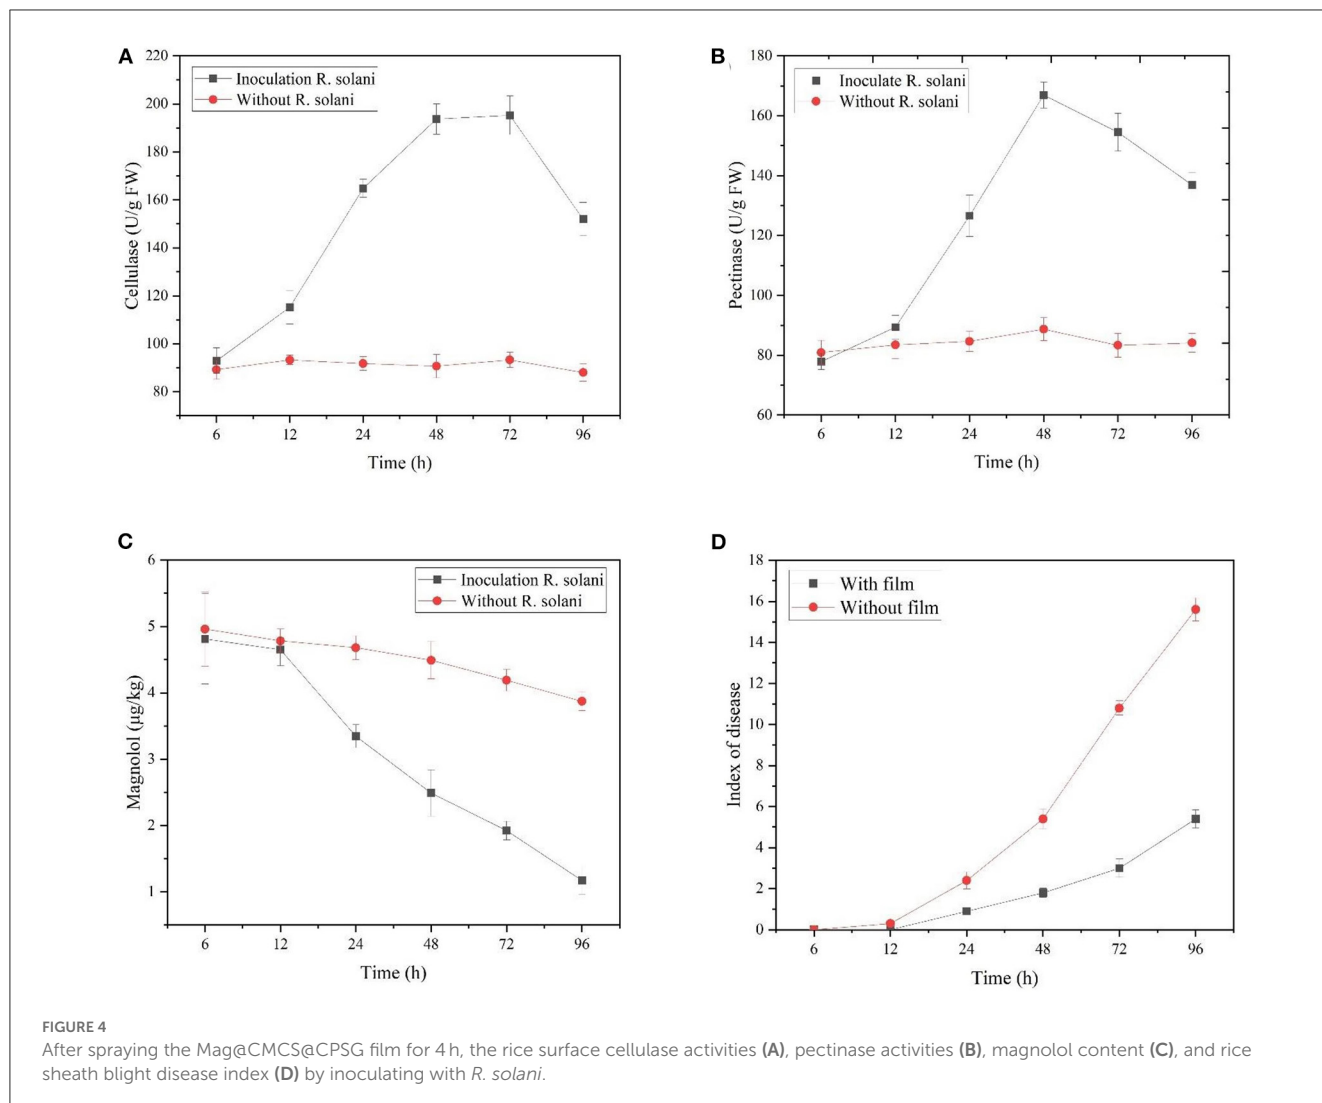 A
220
200
180
160
140
120
100
80
Cellulase (U/g FW)
Inoculation R. solani
Without R. solani
6 12 24 48 72 96
Time (h)
B
180
160
140
120
100
80
60
Pectinase (U/g FW)
Inoculate R. solani
Without R. solani
6 12 24 48 72 96
Time (h)
C
6
5
4
3
2
1
Magnolol (μg/kg)
Inoculation R. solani
Without R. solani
6 12 24 48 72 96
Time (h)
D
18
16
14
12
10
8
6
4
2
0
Index of disease
With film
Without film
6 12 24 48 72 96
Time (h)
FIGURE 4
After spraying the Mag@CMCS@CPSG film for 4 h, the rice surface cellulase activities (A), pectinase activities (B), magnolol content (C), and rice
sheath blight disease index (D) by inoculating with R. solani.